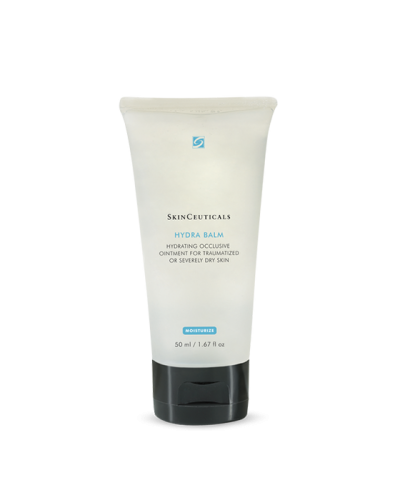 SKINCEUTICALS
HYDRA BALM
HYDRATING OCCLUSIVE
OINTMENT FOR TRAUMATIZED
OR SEVERELY DRY SKIN
MOISTURIZE
50 ml / 1.67 fl oz